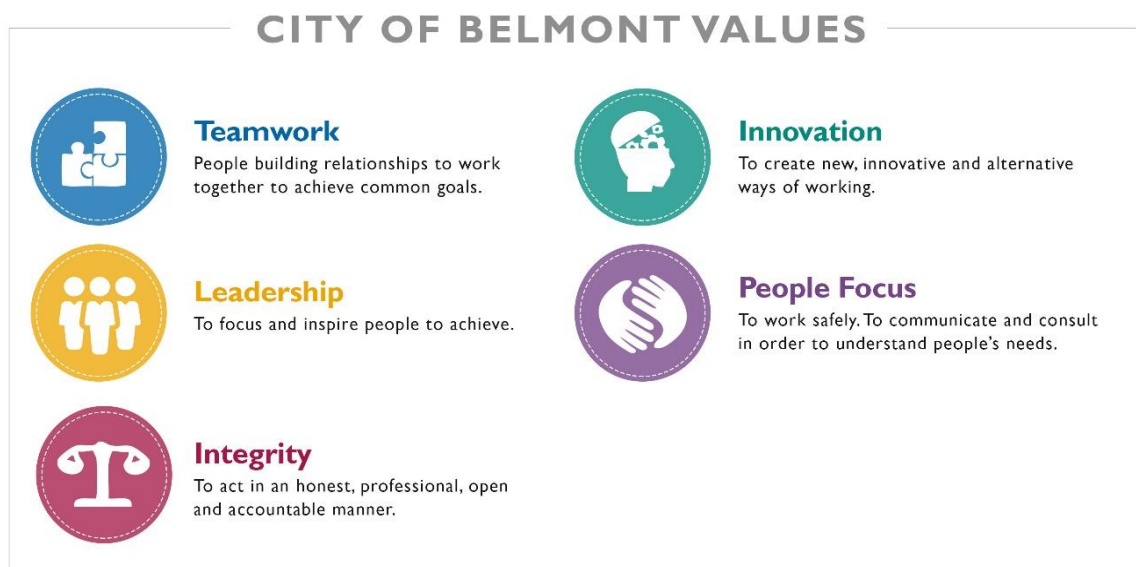 CITY OF BELMONT VALUES
Teamwork
People building relationships to work
together to achieve common goals.
Leadership
To focus and inspire people to achieve.
Integrity
To act in an honest, professional, open
and accountable manner.
Innovation
To create new, innovative and alternative
ways of working.
People Focus
To work safely. To communicate and consult
in order to understand people's needs.